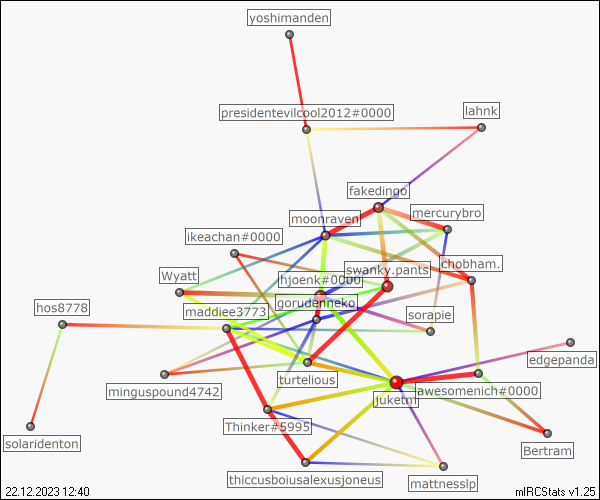 yoshimanden
presidentevilcool2012#0000
lahnk
fakedingo
mercurybro
moonraven
ikeachan#0000
chobham.
swanky.pants
Wyatt
hjoenk#0000
gorudenneko
hos8778
maddiee3773
sorapie
edgepanda
turtelious
minguspound4742
awesomenich#0000
Thinker#5995
solaridenton
Bertram
thiccusboiusalexusjoneus
mattnesslp
22.12.2023 12:40
mIRCStats v1.25